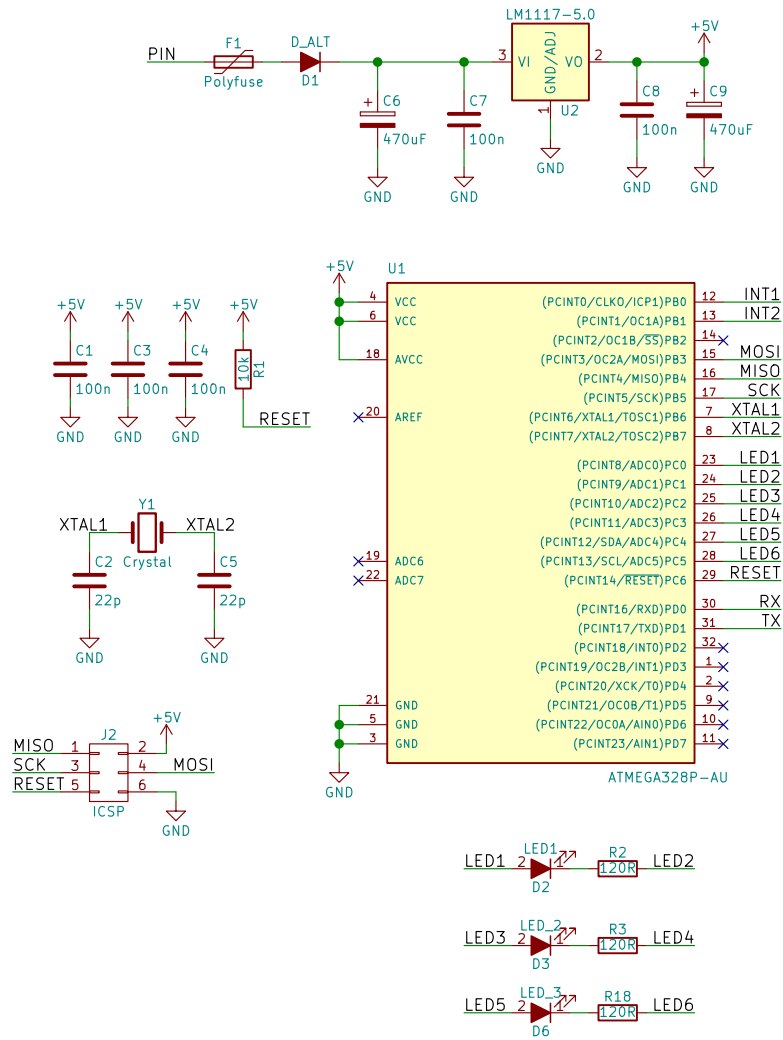 LM1117-5.0
+5V
PIN
F1
Polyfuse
D_ALT
D1
3
VI
GND/ADJ
VO
2
1
U2
+
C6
470uF
GND
C7
100n
GND
GND
C8
100n
GND
+
C9
470uF
GND
+5V
C1
100n
GND
+5V
C3
100n
GND
+5V
C4
100n
GND
+5V
10k
R1
RESET
XTAL1
Y1
Crystal
XTAL2
C2
22p
GND
C5
22p
GND
J2
+5V
MISO 1
2
SCK 3
4 MOSI
RESET 5
6
ICSP
GND
+5V
U1
4 VCC
6 VCC
18 AVCC
20 AREF
19 ADC6
22 ADC7
21 GND
5 GND
3 GND
GND
(PCINT0/CLKO/ICP1)PB0 12 INT1
(PCINT1/OC1A)PB1 13 INT2
(PCINT2/OC1B/SS)PB2 14
(PCINT3/OC2A/MOSI)PB3 15 MOSI
(PCINT4/MISO)PB4 16 MISO
(PCINT5/SCK)PB5 17 SCK
(PCINT6/XTAL1/TOSC1)PB6 7 XTAL1
(PCINT7/XTAL2/TOSC2)PB7 8 XTAL2
(PCINT8/ADC0)PC0 23 LED1
(PCINT9/ADC1)PC1 24 LED2
(PCINT10/ADC2)PC2 25 LED3
(PCINT11/ADC3)PC3 26 LED4
(PCINT12/SDA/ADC4)PC4 27 LED5
(PCINT13/SCL/ADC5)PC5 28 LED6
(PCINT14/RESET)PC6 29 RESET
(PCINT16/RXD)PD0 30 RX
(PCINT17/TXD)PD1 31 TX
(PCINT18/INT0)PD2 32
(PCINT19/OC2B/INT1)PD3 1
(PCINT20/XCK/T0)PD4 2
(PCINT21/OC0B/T1)PD5 9
(PCINT22/OC0A/AIN0)PD6 10
(PCINT23/AIN1)PD7 11
ATMEGA328P-AU
LED1
R2
LED1 2 1 120R LED2
D2
LED_2
R3
LED3 2 1 120R LED4
D3
LED_3
R18
LED5 2 1 120R LED6
D6